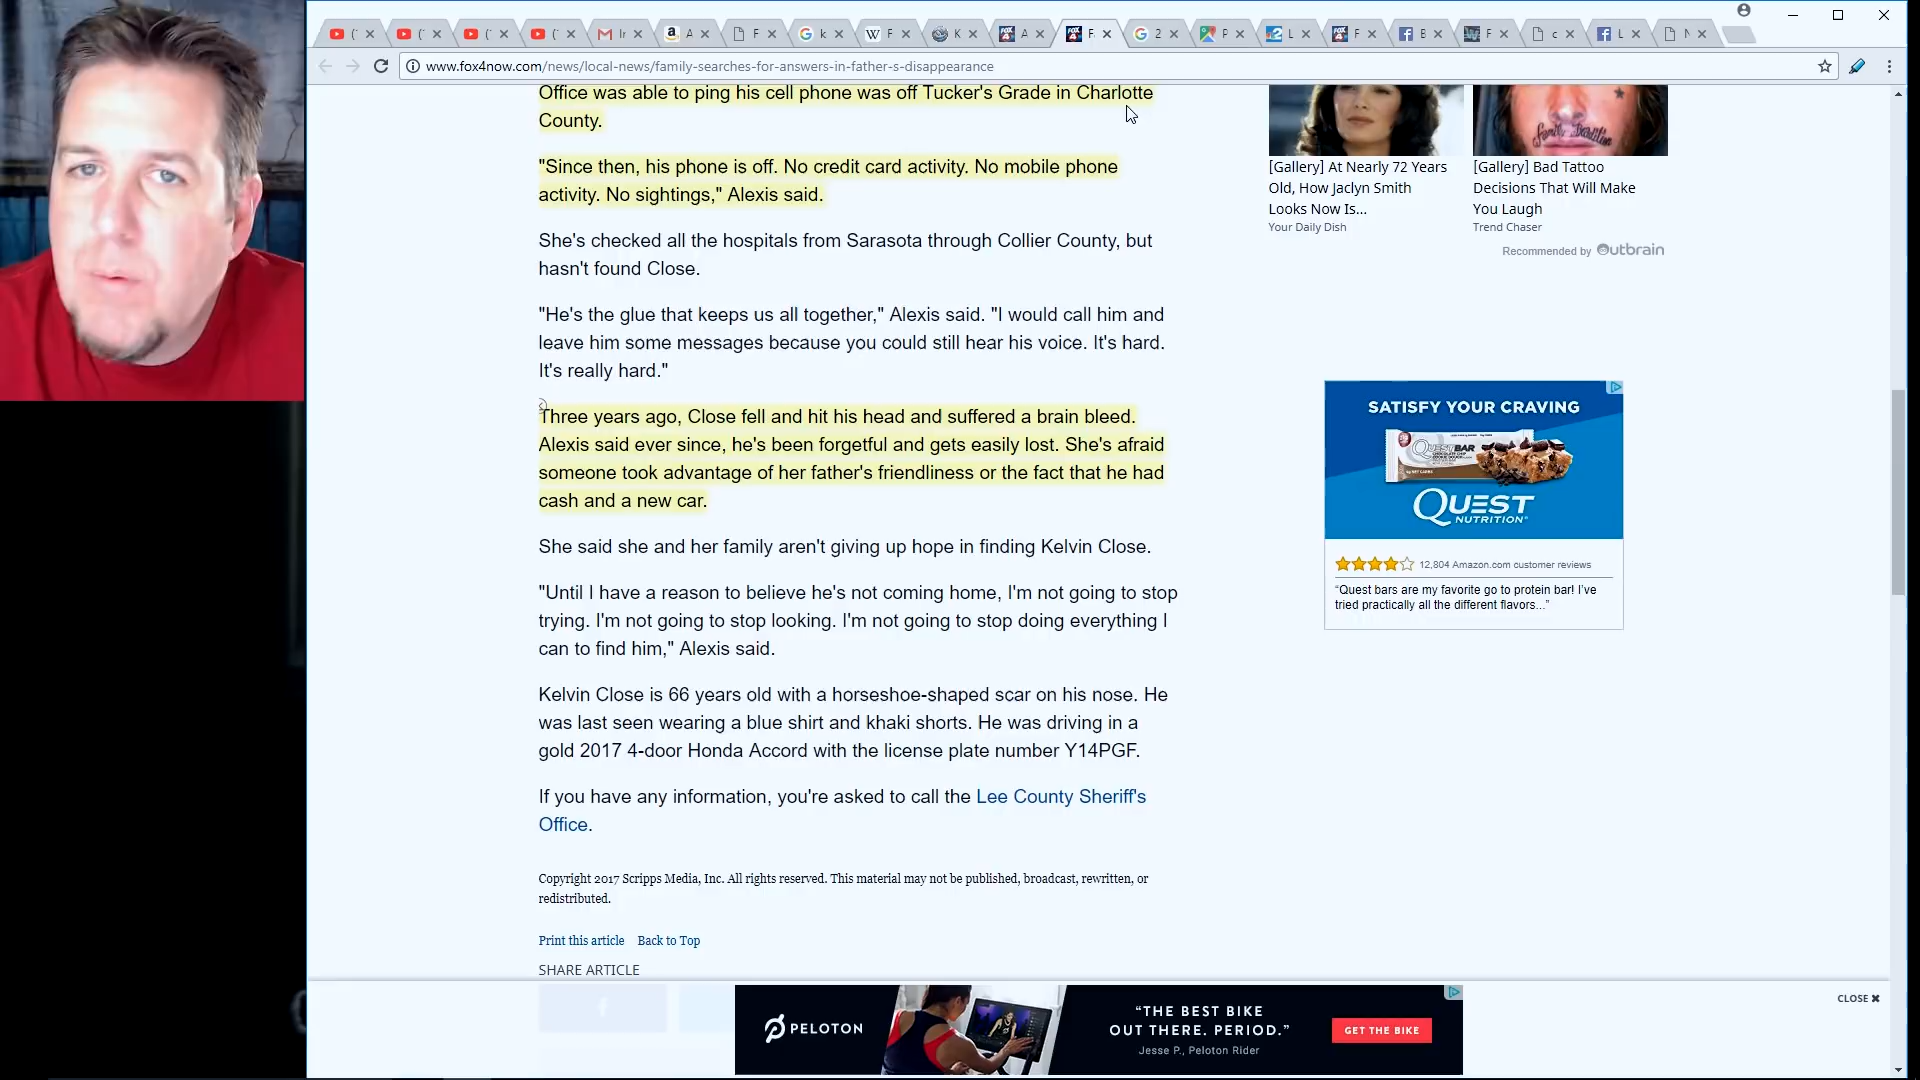 (
(
(
(
Ir
A
F
k
F
K
A
F
2
P
L
F
E
F
c
L
N
www.fox4now.com/news/local-news/family-searches-for-answers-in-father-s-disappearance
Office was able to ping his cell phone was off Tucker's Grade in Charlotte
County.
"Since then, his phone is off. No credit card activity. No mobile phone
activity. No sightings," Alexis said.
She's checked all the hospitals from Sarasota through Collier County, but
hasn't found Close.
"He's the glue that keeps us all together," Alexis said. "I would call him and
leave him some messages because you could still hear his voice. It's hard.
It's really hard."
Three years ago, Close fell and hit his head and suffered a brain bleed.
Alexis said ever since, he's been forgetful and gets easily lost. She's afraid
someone took advantage of her father's friendliness or the fact that he had
cash and a new car.
She said she and her family aren't giving up hope in finding Kelvin Close.
"Until I have a reason to believe he's not coming home, I'm not going to stop
trying. I'm not going to stop looking. I'm not going to stop doing everything I
can to find him," Alexis said.
Kelvin Close is 66 years old with a horseshoe-shaped scar on his nose. He
was last seen wearing a blue shirt and khaki shorts. He was driving in a
gold 2017 4-door Honda Accord with the license plate number Y14PGF.
If you have any information, you're asked to call the Lee County Sheriff's
Office.
Copyright 2017 Scripps Media, Inc. All rights reserved. This material may not be published, broadcast, rewritten, or
redistributed.
Print this article Back to Top
SHARE ARTICLE
[Gallery] At Nearly 72 Years
Old, How Jaclyn Smith
Looks Now Is...
Your Daily Dish
Family Tradition
[Gallery] Bad Tattoo
Decisions That Will Make
You Laugh
Trend Chaser
Recommended by Outbrain
SATISFY YOUR CRAVING
QUESTBAR
QUEST
NUTRITION
12,804 Amazon.com customer reviews
"Quest bars are my favorite go to protein bar! I've
tried practically all the different flavors..."
PELOTON
"THE BEST BIKE
OUT THERE. PERIOD."
Jesse P., Peloton Rider
GET THE BIKE
CLOSE ✖